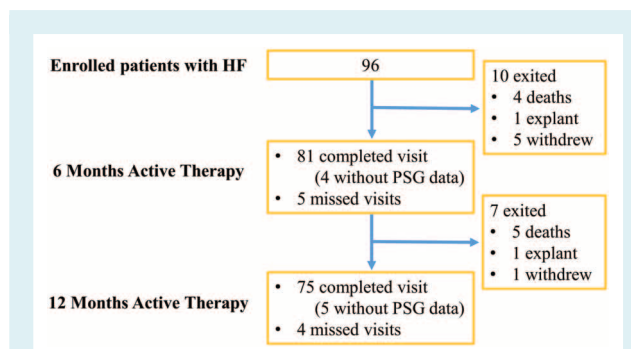 Enrolled patients with HF
96
10 exited
• 4 deaths
• 1 explant
• 5 withdrew
6 Months Active Therapy
• 81 completed visit
(4 without PSG data)
• 5 missed visits
7 exited
• 5 deaths
• 1 explant
• 1 withdrew
12 Months Active Therapy
• 75 completed visit
(5 without PSG data)
• 4 missed visits